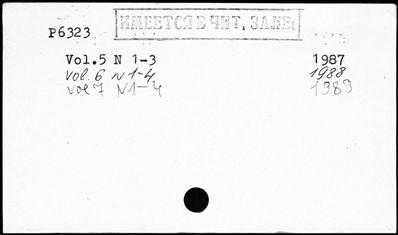 ИМЕЕТСЯ В ЧИТ. ЗАЛЕ.
P6323
Vol.5 N 1-3 1987
vol. 6 N 1-4 1988
vol 7 N1-4 1989